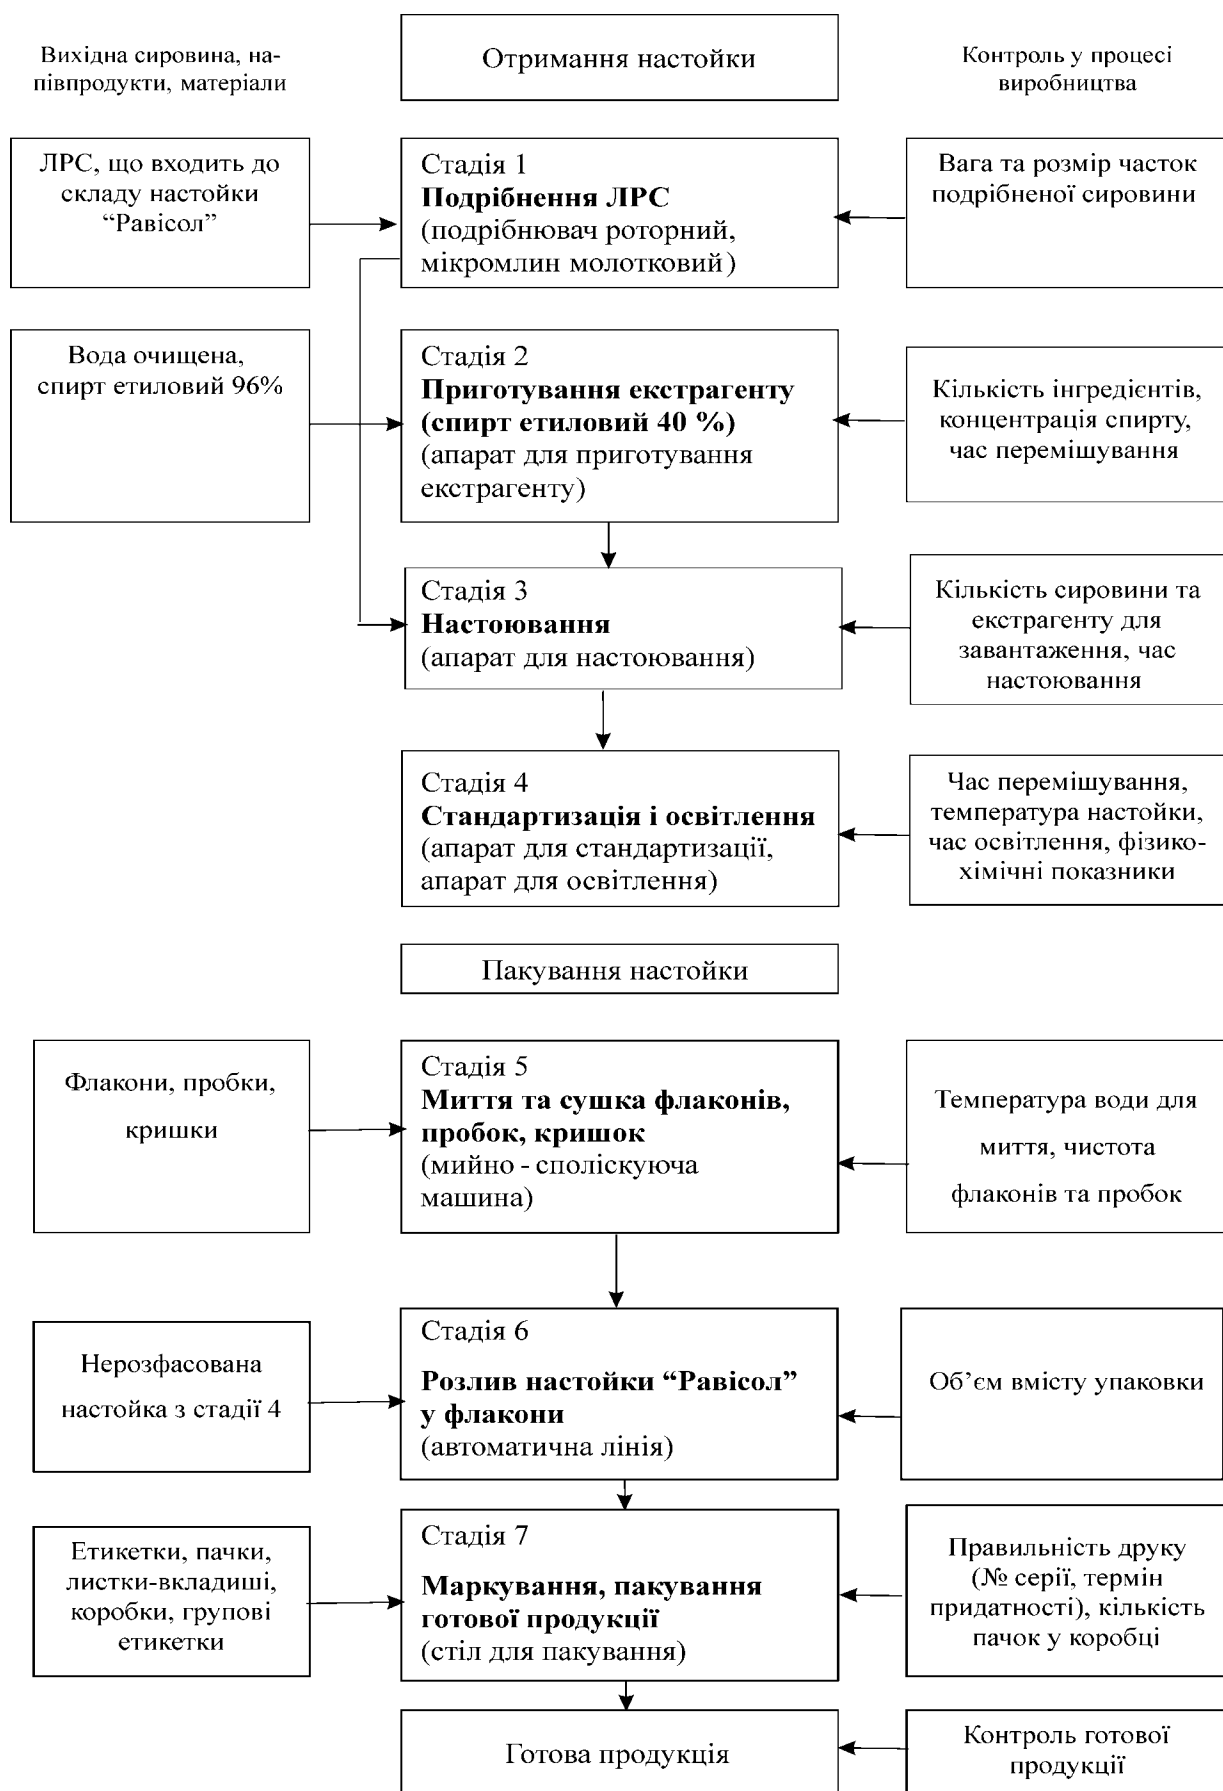 Вихідна сировина, на-
півпродукти, матеріали
Отримання настойки
Контроль у процесі
виробництва
ЛРС, що входить до
складу настойки
“Равісол”
Стадія 1
Подрібнення ЛРС
(подрібнювач роторний,
мікромлин молотковий)
Вага та розмір часток
подрібненої сировини
Вода очищена,
спирт етиловий 96%
Стадія 2
Приготування екстрагенту
(спирт етиловий 40 %)
(апарат для приготування
екстрагенту)
Кількість інгредієнтів,
концентрація спирту,
час перемішування
Стадія 3
Настоювання
(апарат для настоювання)
Кількість сировини та
екстрагенту для
завантаження, час
настоювання
Стадія 4
Стандартизація і освітлення
(апарат для стандартизації,
апарат для освітлення)
Час перемішування,
температура настойки,
час освітлення, фізико-
хімічні показники
Пакування настойки
Флакони, пробки,
кришки
Стадія 5
Миття та сушка флаконів,
пробок, кришок
(мийно - споліскуюча
машина)
Температура води для
миття, чистота
флаконів та пробок
Нерозфасована
настойка з стадії 4
Стадія 6
Розлив настойки “Равісол”
у флакони
(автоматична лінія)
Об’єм вмісту упаковки
Етикетки, пачки,
листки-вкладиші,
коробки, групові
етикетки
Стадія 7
Маркування, пакування
готової продукції
(стіл для пакування)
Правильність друку
(№ серії, термін
придатності), кількість
пачок у коробці
Готова продукція
Контроль готової
продукції